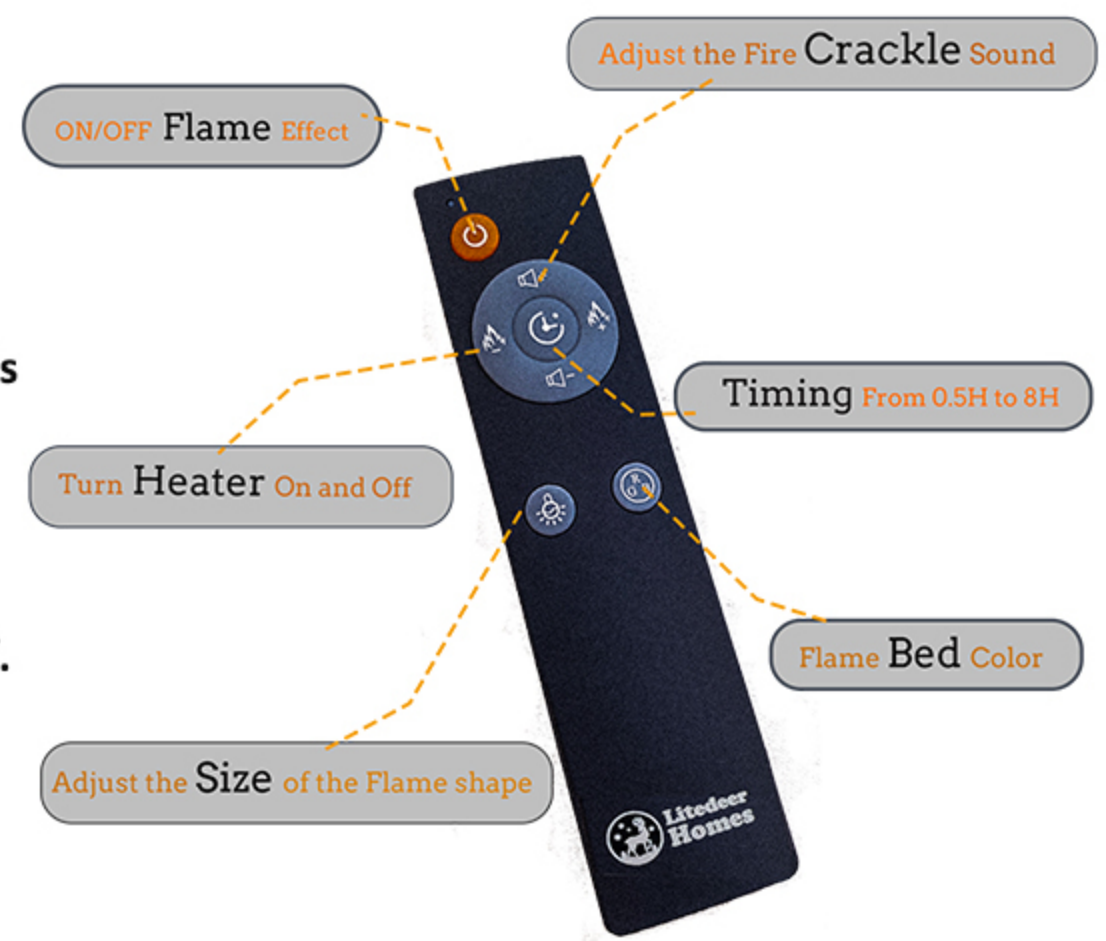 Adjust the Fire Crackle Sound
ON/OFF Flame Effect
s
Timing From 0.5H to 8H
Turn Heater On and Off
R
G B
.
Flame Bed Color
Adjust the Size of the Flame shape
Litedeer
Homes